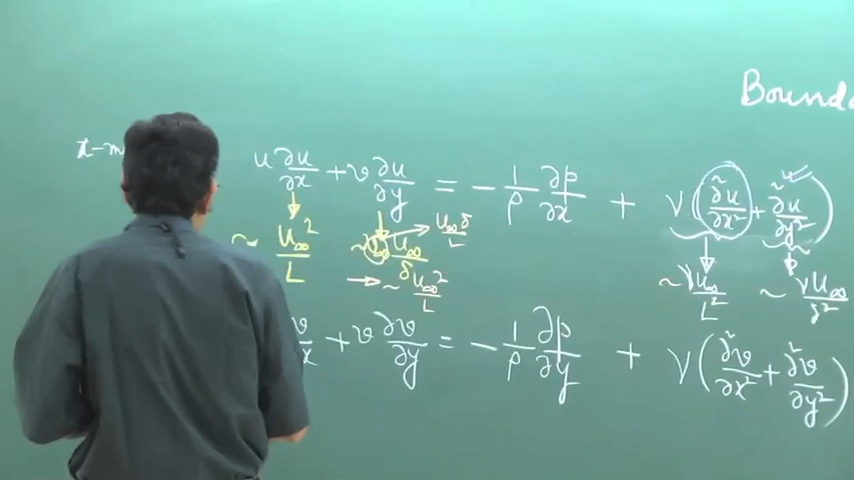 Bounda
x-m
u ∂u/∂x + v ∂u/∂y = - 1/ρ ∂p/∂x + ν (∂²u/∂x² + ∂²u/∂y²)
~ u∞²/L ~ u∞/δ u∞δ/L ~ νu∞/L² ~ νu∞/δ²
→ ~ u∞²/L
v/x + v ∂v/∂y = - 1/ρ ∂p/∂y + ν (∂²v/∂x² + ∂²v/∂y²)